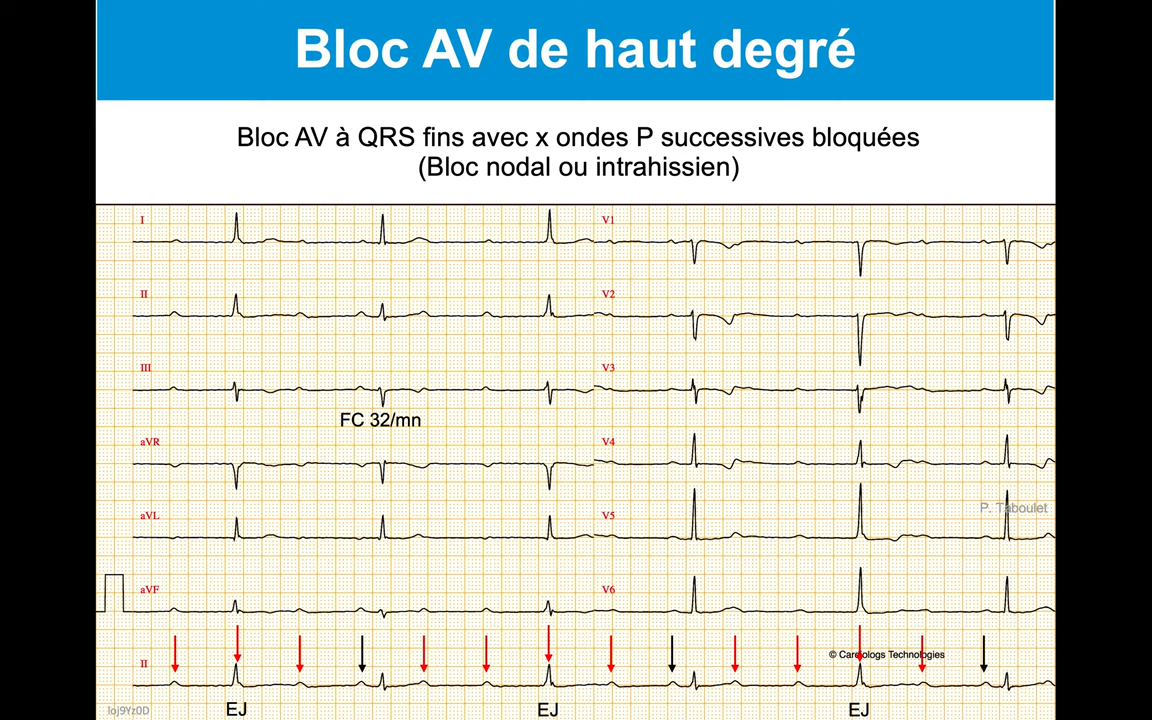 Bloc AV de haut degré
Bloc AV à QRS fins avec x ondes P successives bloquées
(Bloc nodal ou intrahissien)
I
V1
II
V2
III
V3
FC 32/mn
aVR
V4
aVL
V5
P. Taboulet
aVF
V6
© Cardiologs Technologies
II
loj9Yz0D
EJ
EJ
EJ